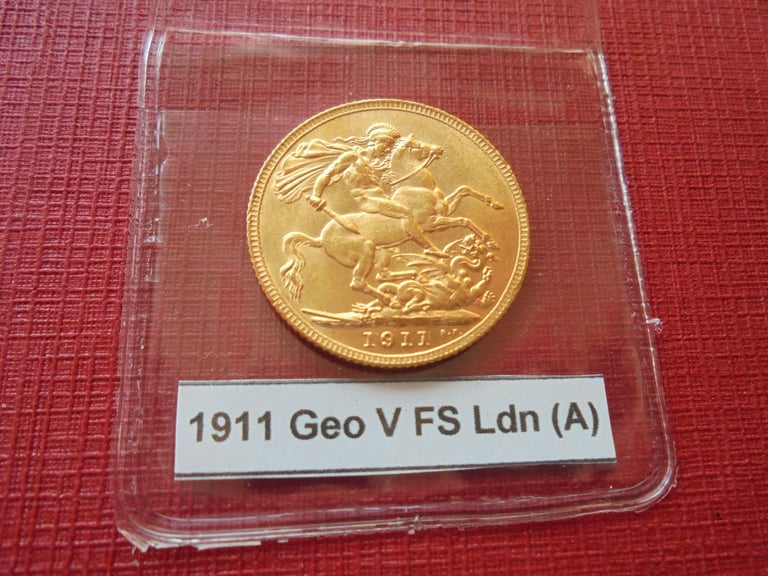 1911 B.P.
1911 Geo V FS Ldn (A)